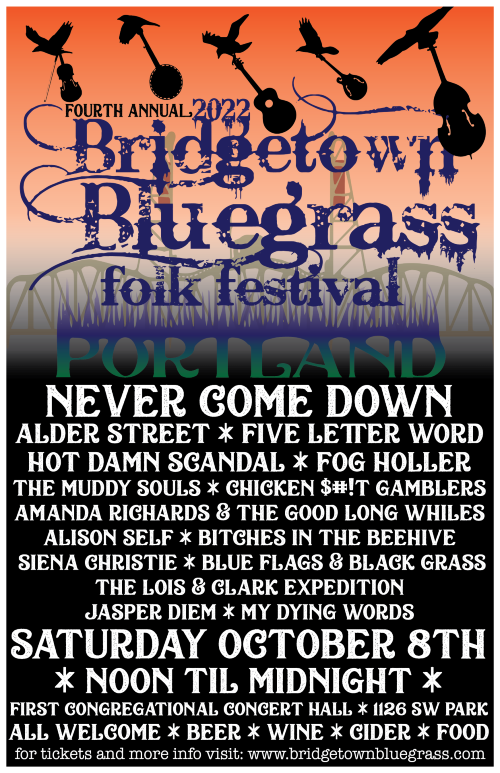 FOURTH ANNUAL 2022
Bridgetown
Bluegrass
folk festival
PORTLAND
NEVER COME DOWN
ALDER STREET * FIVE LETTER WORD
HOT DAMN SCANDAL * FOG HOLLER
THE MUDDY SOULS * CHICKEN $#!T GAMBLERS
AMANDA RICHARDS & THE GOOD LONG WHILES
ALISON SELF * BITCHES IN THE BEEHIVE
SIENA CHRISTIE * BLUE FLAGS & BLACK GRASS
THE LOIS & CLARK EXPEDITION
JASPER DIEM * MY DYING WORDS
SATURDAY OCTOBER 8TH
* NOON TIL MIDNIGHT *
FIRST CONGREGATIONAL CONCERT HALL * 1126 SW PARK
ALL WELCOME * BEER * WINE * CIDER * FOOD
for tickets and more info visit: www.bridgetownbluegrass.com